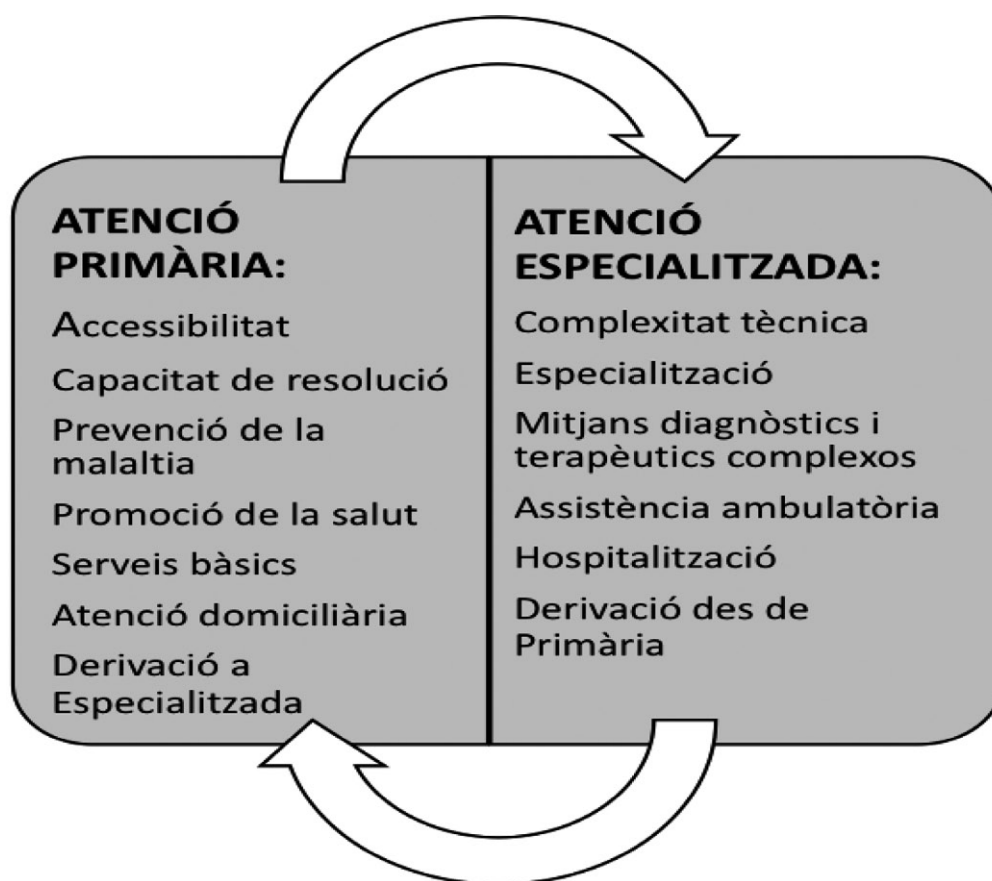 ATENCIÓ
PRIMÀRIA:
Accessibilitat
Capacitat de resolució
Prevenció de la
malaltia
Promoció de la salut
Serveis bàsics
Atenció domiciliària
Derivació a
Especialitzada
ATENCIÓ
ESPECIALITZADA:
Complexitat tècnica
Especialització
Mitjans diagnòstics i
terapèutics complexos
Assistència ambulatòria
Hospitalització
Derivació des de
Primària